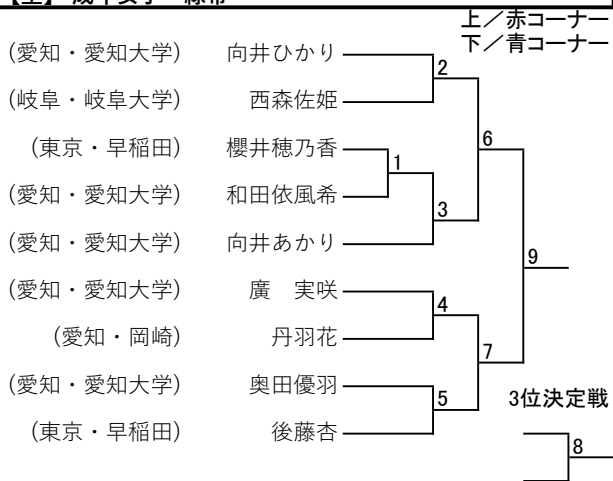 上／赤コーナー
下／青コーナー
(愛知・愛知大学) 向井ひかり
2
(岐阜・岐阜大学) 西森佐姫
6
(東京・早稲田) 櫻井穂乃香
1
(愛知・愛知大学) 和田依風希
3
(愛知・愛知大学) 向井あかり
9
(愛知・愛知大学) 廣　実咲
4
(愛知・岡崎) 丹羽花
7
(愛知・愛知大学) 奥田優羽
5 3位決定戦
(東京・早稲田) 後藤杏
8